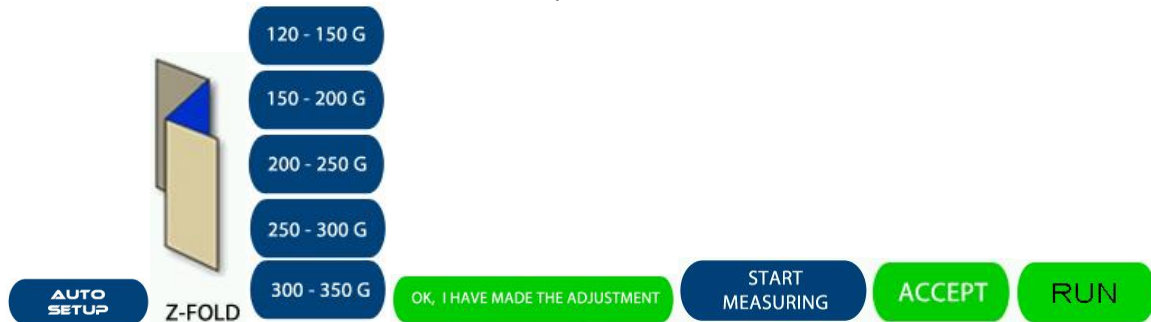 120 - 150 G
150 - 200 G
200 - 250 G
250 - 300 G
300 - 350 G
AUTO
SETUP
Z-FOLD
OK, I HAVE MADE THE ADJUSTMENT
START
MEASURING
ACCEPT
RUN